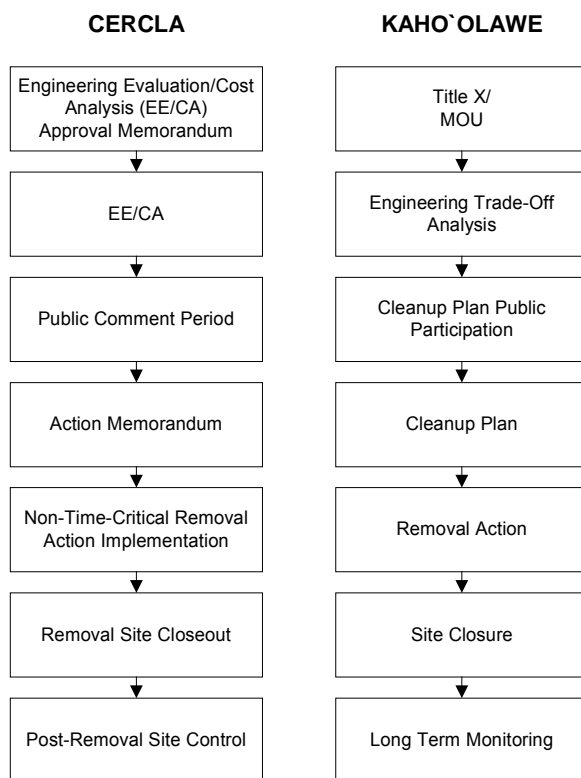 CERCLA
Engineering Evaluation/Cost
Analysis (EE/CA)
Approval Memorandum
EE/CA
Public Comment Period
Action Memorandum
Non-Time-Critical Removal
Action Implementation
Removal Site Closeout
Post-Removal Site Control
KAHO`OLAWE
Title X/
MOU
Engineering Trade-Off
Analysis
Cleanup Plan Public
Participation
Cleanup Plan
Removal Action
Site Closure
Long Term Monitoring